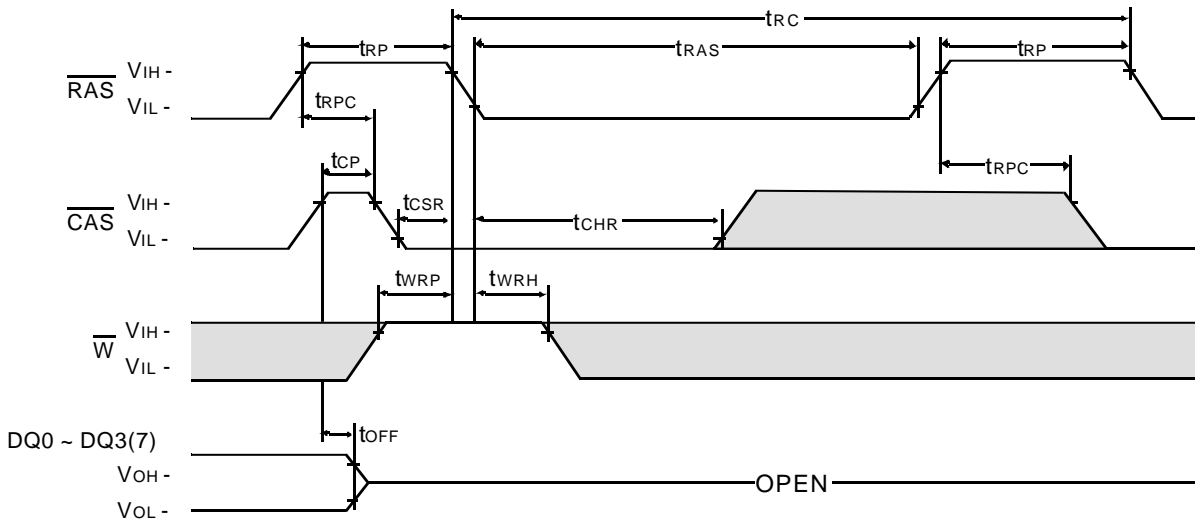 tRC
tRP
tRAS
tRP
RAS
VIH -
VIL -
tRPC
tCP
tRPC
CAS
VIH -
VIL -
tCSR
tCHR
tWRP
tWRH
W
VIH -
VIL -
DQ0 ~ DQ3(7)
tOFF
VOH -
VOL -
OPEN